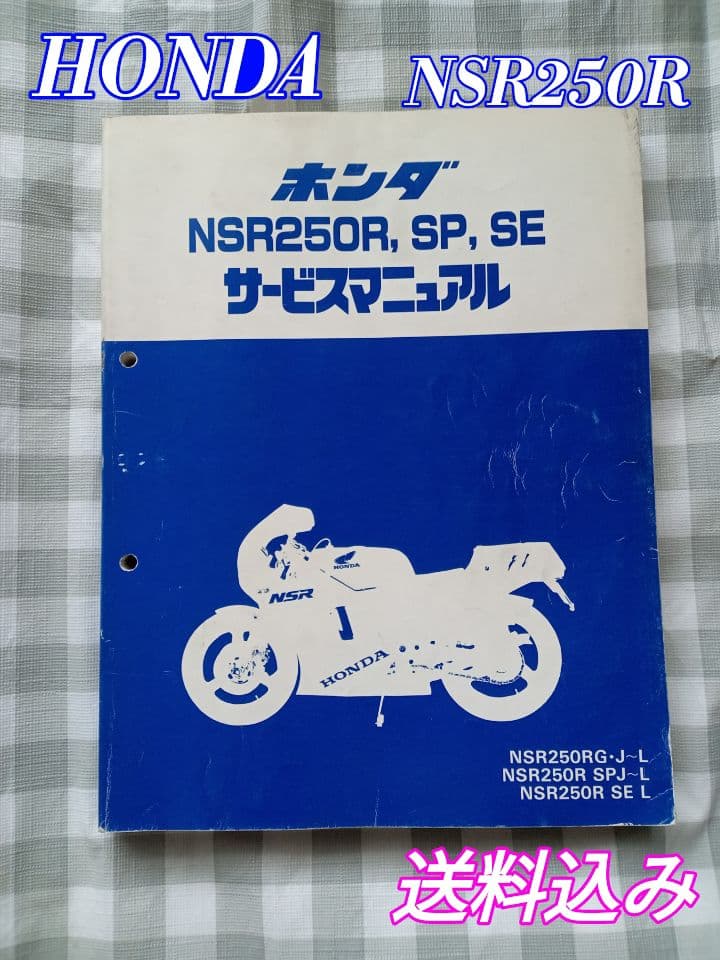 HONDA NSR250R
ホンダ
NSR250R, SP, SE
サービスマニュアル
HONDA
NSR
HONDA
NSR250RG・J~L
NSR250R SPJ~L
NSR250R SE L
送料込み